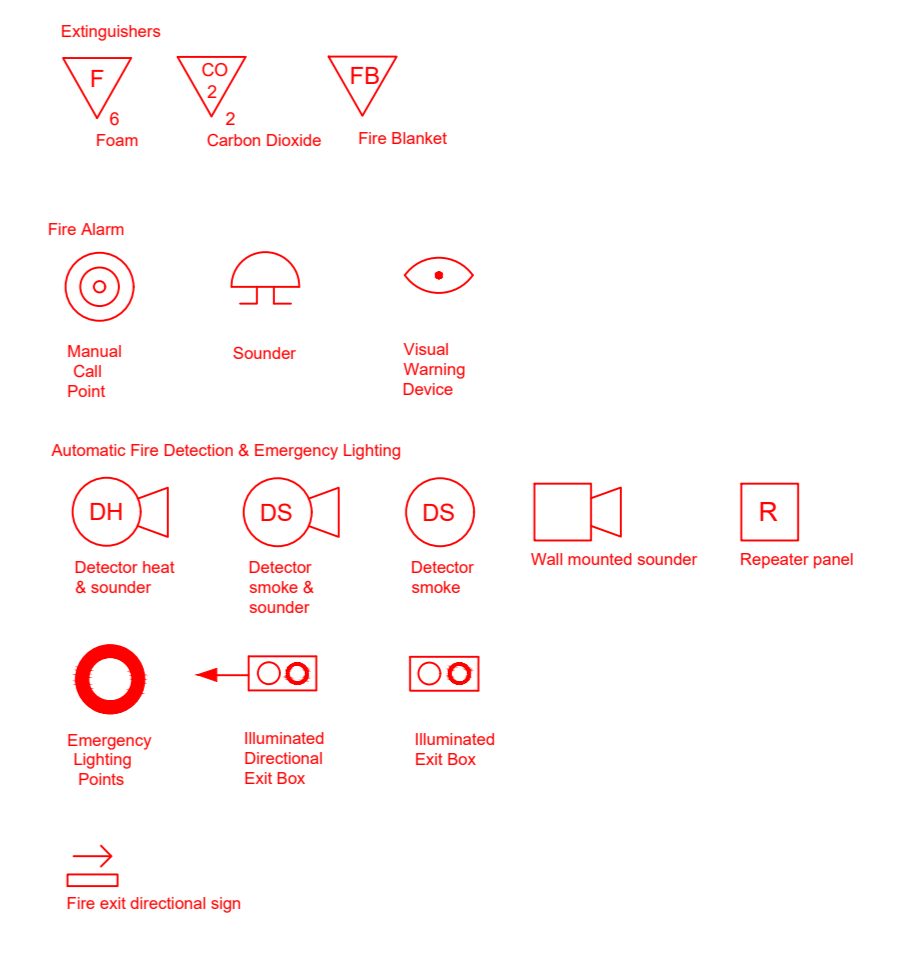 Extinguishers
F
CO
2
FB
6
2
Foam
Carbon Dioxide
Fire Blanket
Fire Alarm
Manual
Call
Point
Sounder
Visual
Warning
Device
Automatic Fire Detection & Emergency Lighting
DH
DS
DS
R
Detector heat
& sounder
Detector
smoke &
sounder
Detector
smoke
Wall mounted sounder
Repeater panel
Emergency
Lighting
Points
Illuminated
Directional
Exit Box
Illuminated
Exit Box
Fire exit directional sign